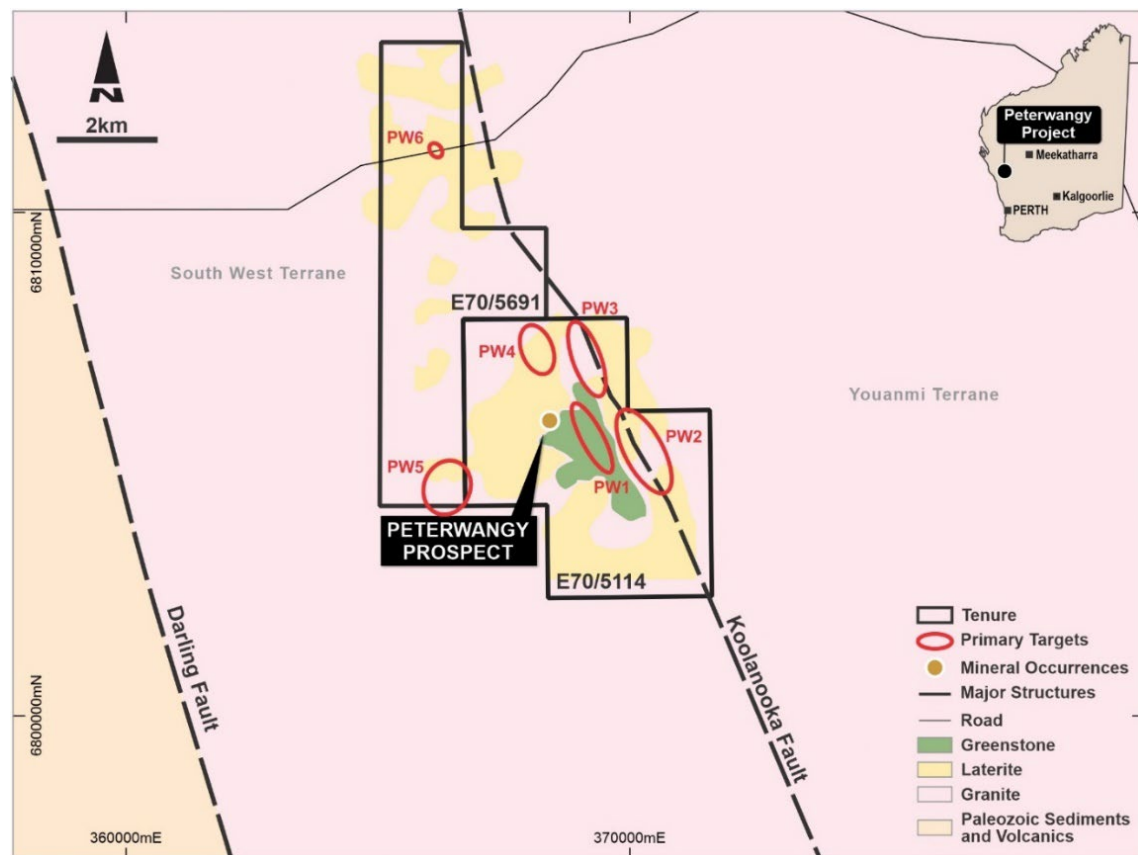 N
2km
PW6
Peterwangy
Project
Meekatharra
Kalgoorlie
PERTH
6810000mN
South West Terrane
E70/5691
PW3
PW4
Youanmi Terrane
PW2
PW5
PW1
PETERWANGY
PROSPECT
E70/5114
Darling Fault
Koolanooka Fault
6800000mN
360000mE
370000mE
Tenure
Primary Targets
Mineral Occurrences
Major Structures
Road
Greenstone
Laterite
Granite
Paleozoic Sediments
and Volcanics